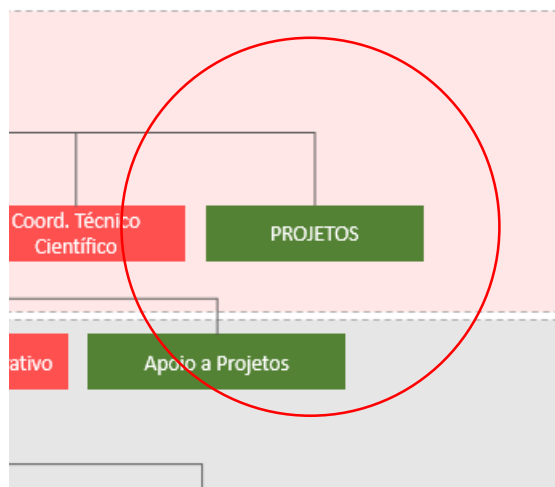 Coord. Técnico
Científico
PROJETOS
ativo
Apoio a Projetos